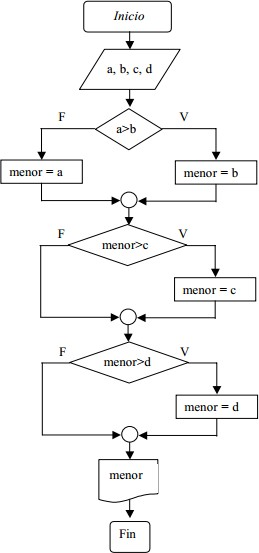 Inicio
a, b, c, d
F
V
a>b
menor = a
menor = b
F
V
menor>c
menor = c
F
V
menor>d
menor = d
menor
Fin